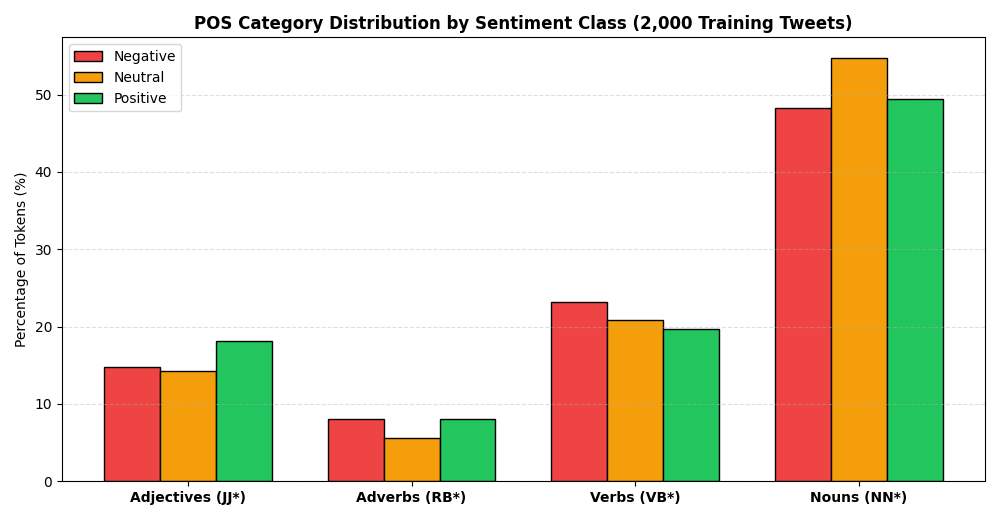 POS Category Distribution by Sentiment Class (2,000 Training Tweets)
Negative
Neutral
Positive
Percentage of Tokens (%)
50
40
30
20
10
0
Adjectives (JJ*)
Adverbs (RB*)
Verbs (VB*)
Nouns (NN*)